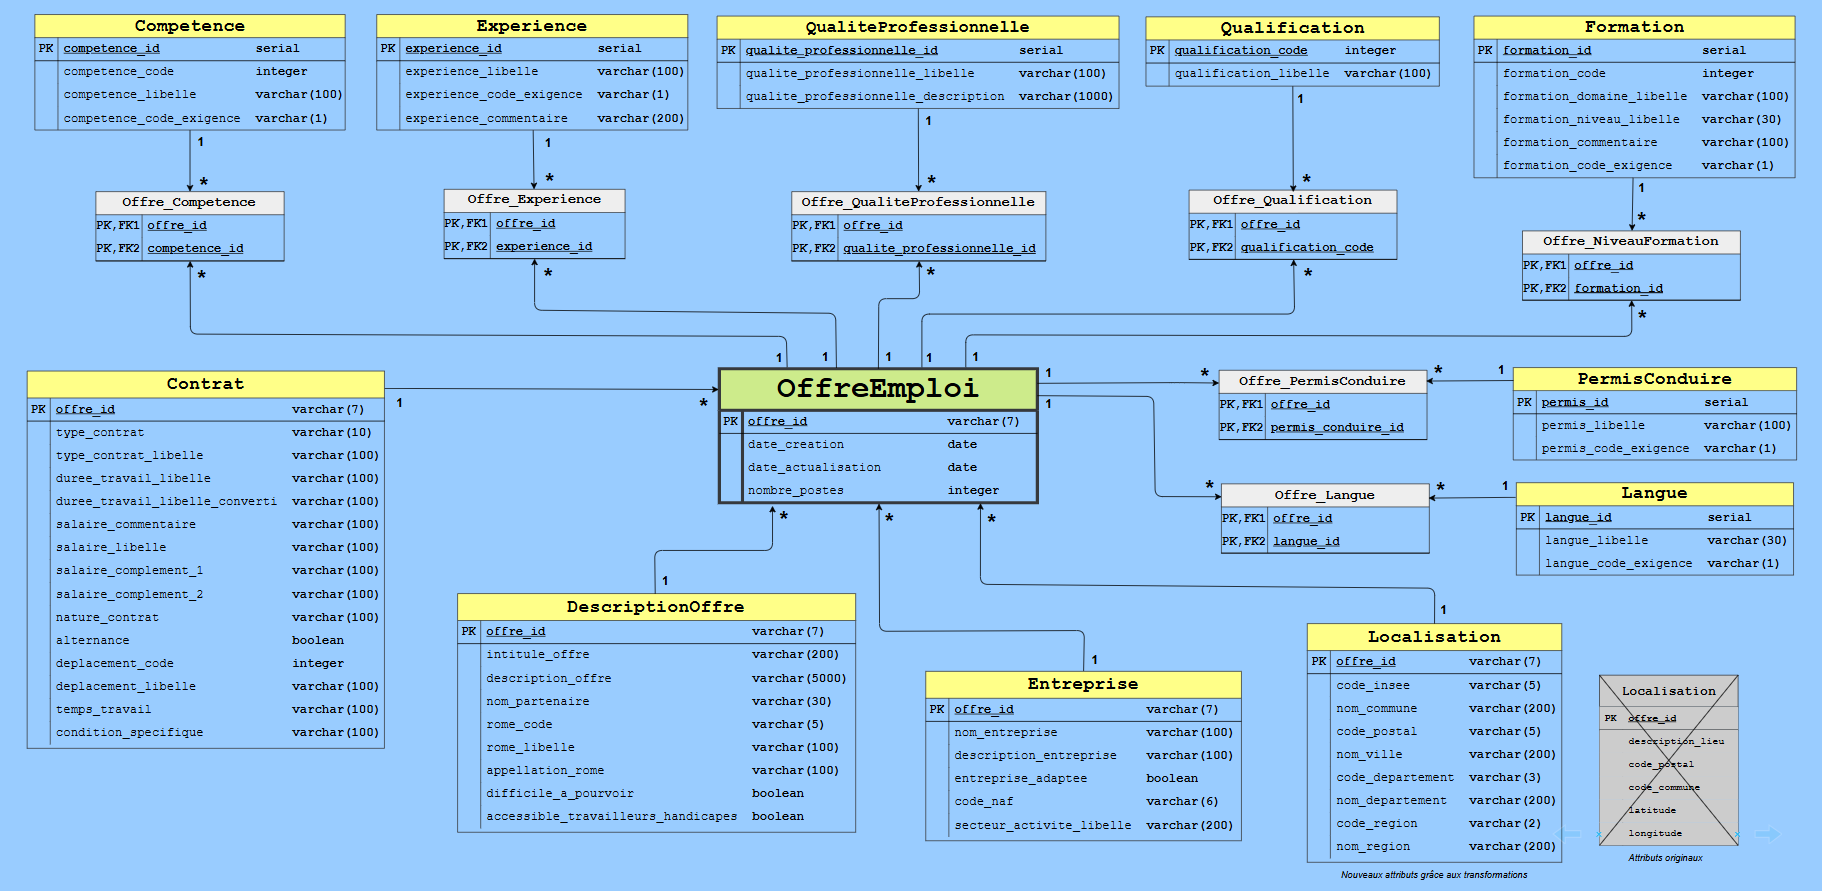 Competence
PK competence_id serial
competence_code integer
competence_libelle varchar(100)
competence_code_exigence varchar(1)
1
*
Experience
PK experience_id serial
experience_libelle varchar(100)
experience_code_exigence varchar(1)
experience_commentaire varchar(200)
1
*
QualiteProfessionnelle
PK qualite_professionnelle_id serial
qualite_professionnelle_libelle varchar(100)
qualite_professionnelle_description varchar(1000)
1
*
Qualification
PK qualification_code integer
qualification_libelle varchar(100)
1
*
Formation
PK formation_id serial
formation_code integer
formation_domaine_libelle varchar(100)
formation_niveau_libelle varchar(30)
formation_commentaire varchar(100)
formation_code_exigence varchar(1)
1
*
Offre_Competence
PK,FK1 offre_id
PK,FK2 competence_id
*
Offre_Experience
PK,FK1 offre_id
PK,FK2 experience_id
*
Offre_QualiteProfessionnelle
PK,FK1 offre_id
PK,FK2 qualite_professionnelle_id
*
Offre_Qualification
PK,FK1 offre_id
PK,FK2 qualification_code
*
Offre_NiveauFormation
PK,FK1 offre_id
PK,FK2 formation_id
*
1 1 1 1 1
Contrat
PK offre_id varchar(7)
type_contrat varchar(10)
type_contrat_libelle varchar(100)
duree_travail_libelle varchar(100)
duree_travail_libelle_converti varchar(100)
salaire_commentaire varchar(100)
salaire_libelle varchar(100)
salaire_complement_1 varchar(100)
salaire_complement_2 varchar(100)
nature_contrat varchar(100)
alternance boolean
deplacement_code integer
deplacement_libelle varchar(100)
temps_travail varchar(100)
condition_specifique varchar(100)
1
*
OffreEmploi
PK offre_id varchar(7)
date_creation date
date_actualisation date
nombre_postes integer
1
1
*
*
*
*
Offre_PermisConduire
PK,FK1 offre_id
PK,FK2 permis_conduire_id
* 1
PermisConduire
PK permis_id serial
permis_libelle varchar(100)
permis_code_exigence varchar(1)
*
Offre_Langue
PK,FK1 offre_id
PK,FK2 langue_id
* 1
Langue
PK langue_id serial
langue_libelle varchar(30)
langue_code_exigence varchar(1)
1
DescriptionOffre
PK offre_id varchar(7)
intitule_offre varchar(200)
description_offre varchar(5000)
nom_partenaire varchar(30)
rome_code varchar(5)
rome_libelle varchar(100)
appellation_rome varchar(100)
difficile_a_pourvoir boolean
accessible_travailleurs_handicapes boolean
1
Entreprise
PK offre_id varchar(7)
nom_entreprise varchar(100)
description_entreprise varchar(100)
entreprise_adaptee boolean
code_naf varchar(6)
secteur_activite_libelle varchar(200)
1
Localisation
PK offre_id varchar(7)
code_insee varchar(5)
nom_commune varchar(200)
code_postal varchar(5)
nom_ville varchar(200)
code_departement varchar(3)
nom_departement varchar(200)
code_region varchar(2)
nom_region varchar(200)
Nouveaux attributs grâce aux transformations
Localisation
PK offre_id
description_lieu
code_postal
code_commune
latitude
longitude
Attributs originaux